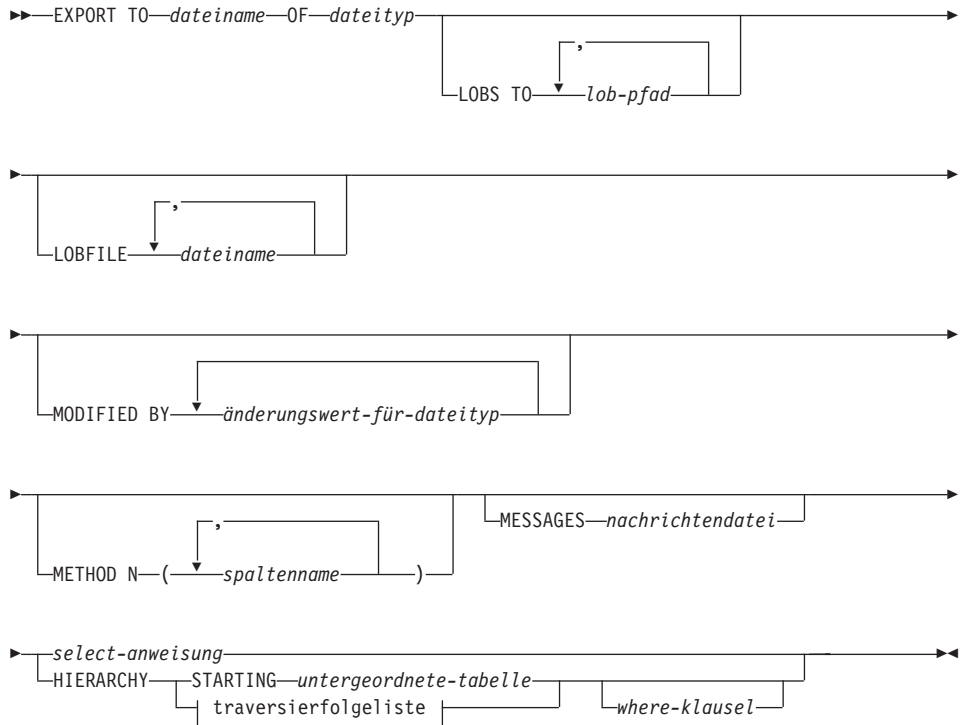 EXPORT TO dateiname OF dateityp
,
LOBS TO lob-pfad
,
LOBFILE dateiname
MODIFIED BY änderungswert-für-dateityp
MESSAGES nachrichtendatei
,
METHOD N ( spaltenname )
select-anweisung
HIERARCHY STARTING untergeordnete-tabelle
traversierfolgeliste where-klausel